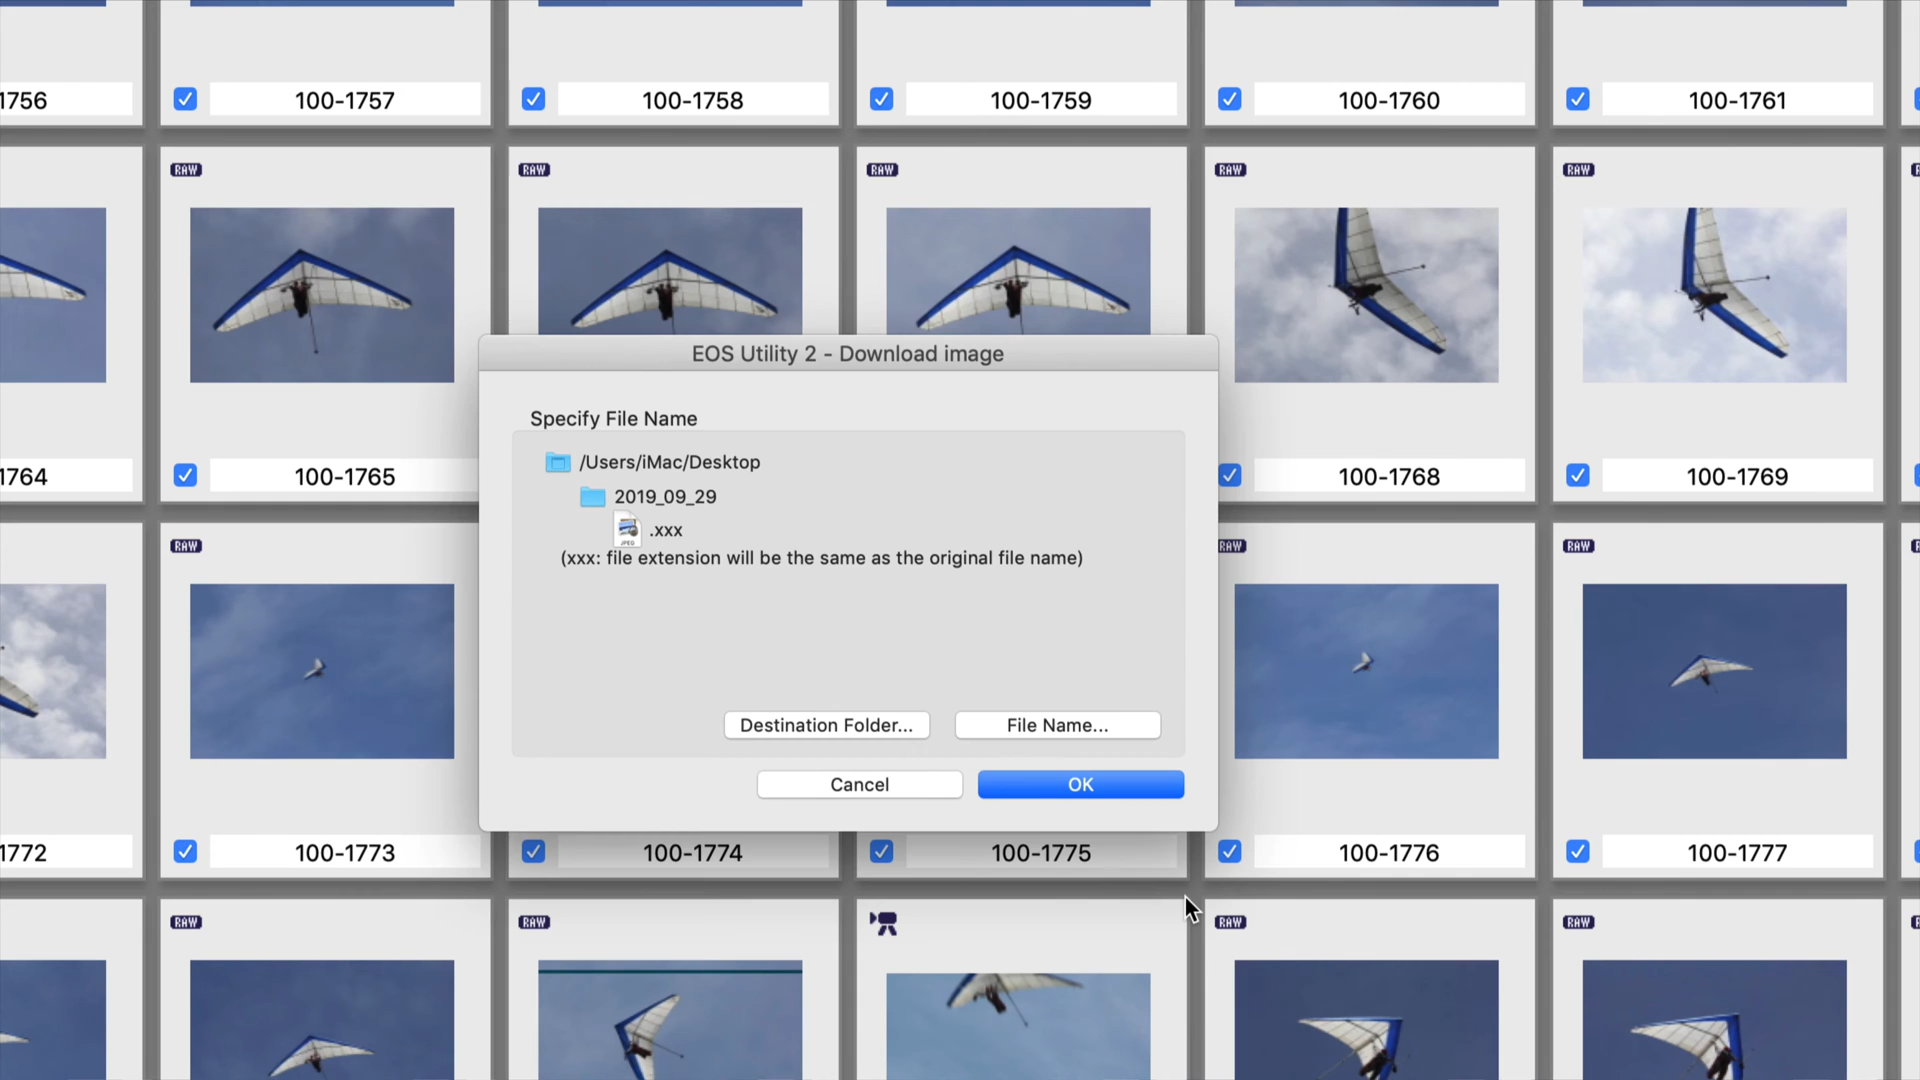 1756
100-1757
100-1758
100-1759
100-1760
100-1761
RAW
RAW
RAW
RAW
RAW
EOS Utility 2 - Download image
Specify File Name
/Users/iMac/Desktop
2019_09_29
JPEG
.xxx
(xxx: file extension will be the same as the original file name)
Destination Folder...
File Name...
Cancel
OK
1764
100-1765
100-1768
100-1769
RAW
RAW
RAW
1772
100-1773
100-1774
100-1775
100-1776
100-1777
RAW
RAW
RAW
RAW